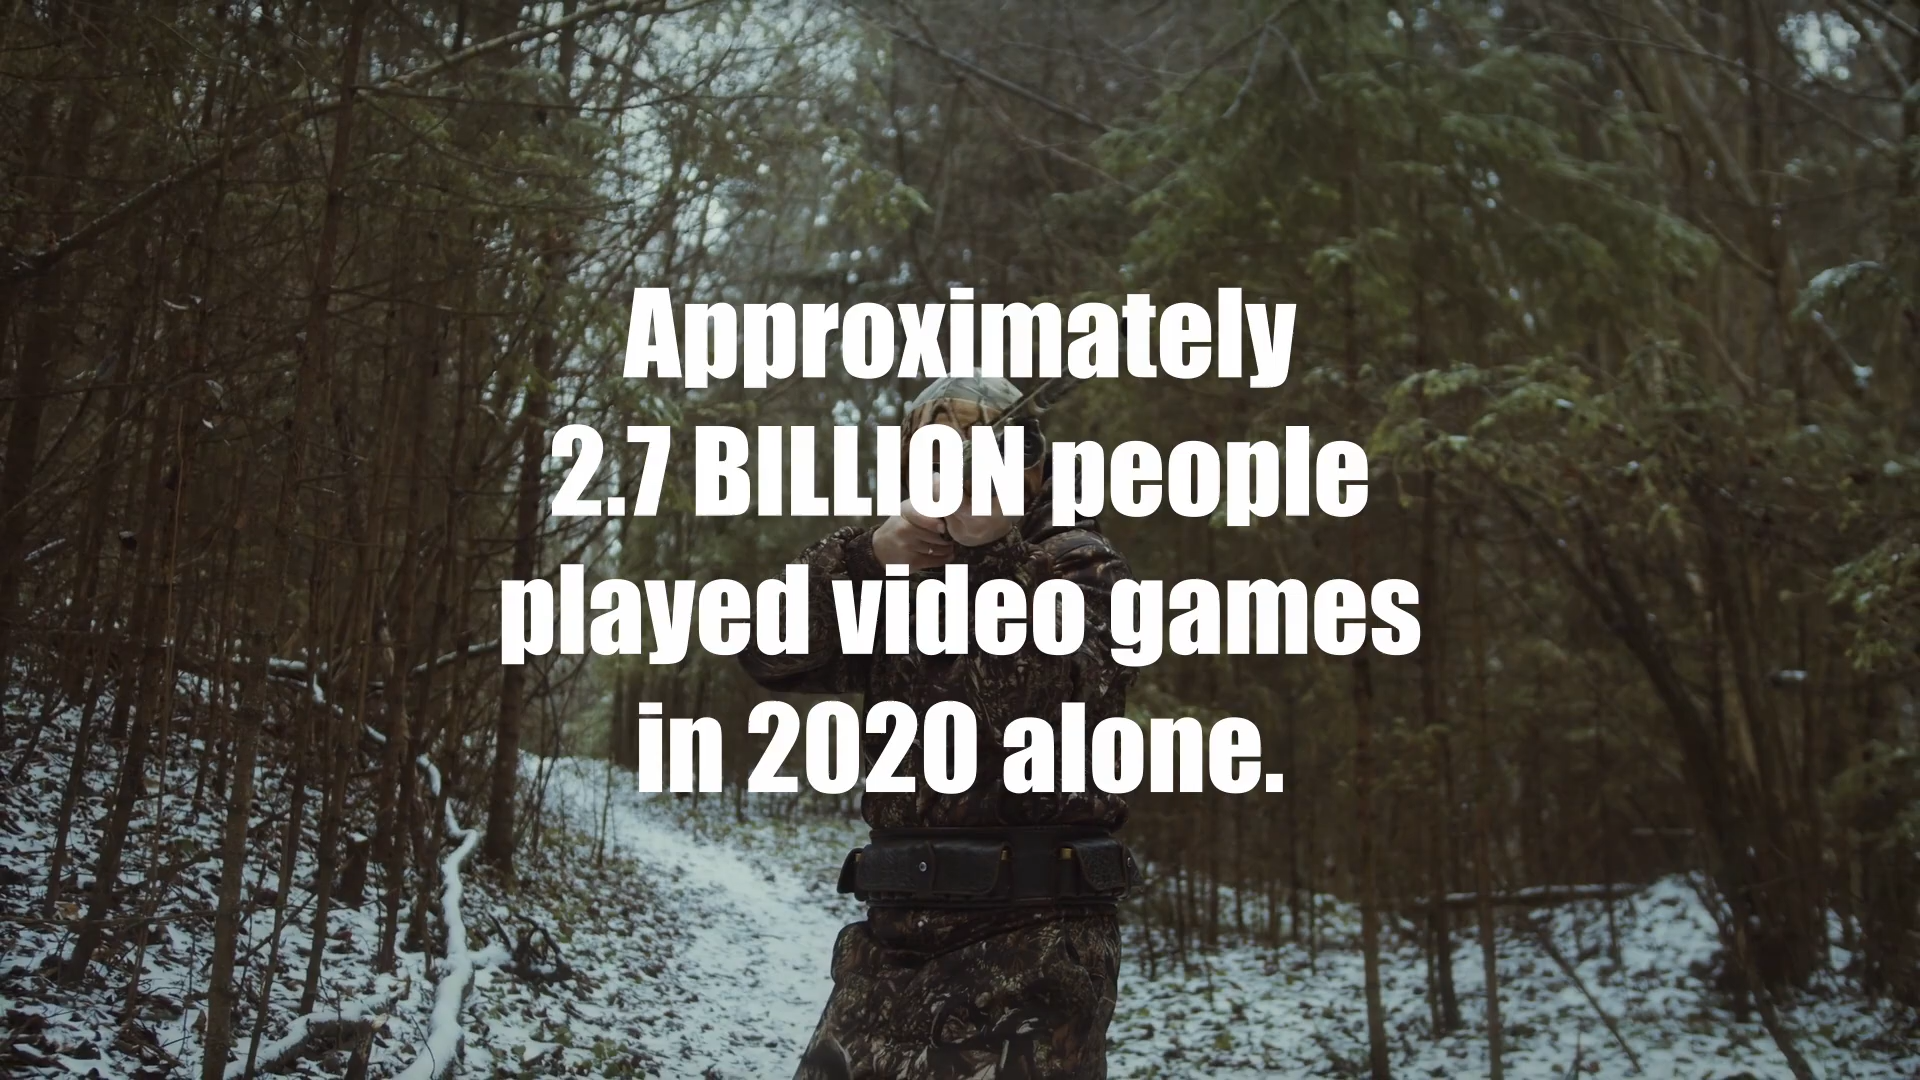 Approximately
2.7 BILLION people
played video games
in 2020 alone.